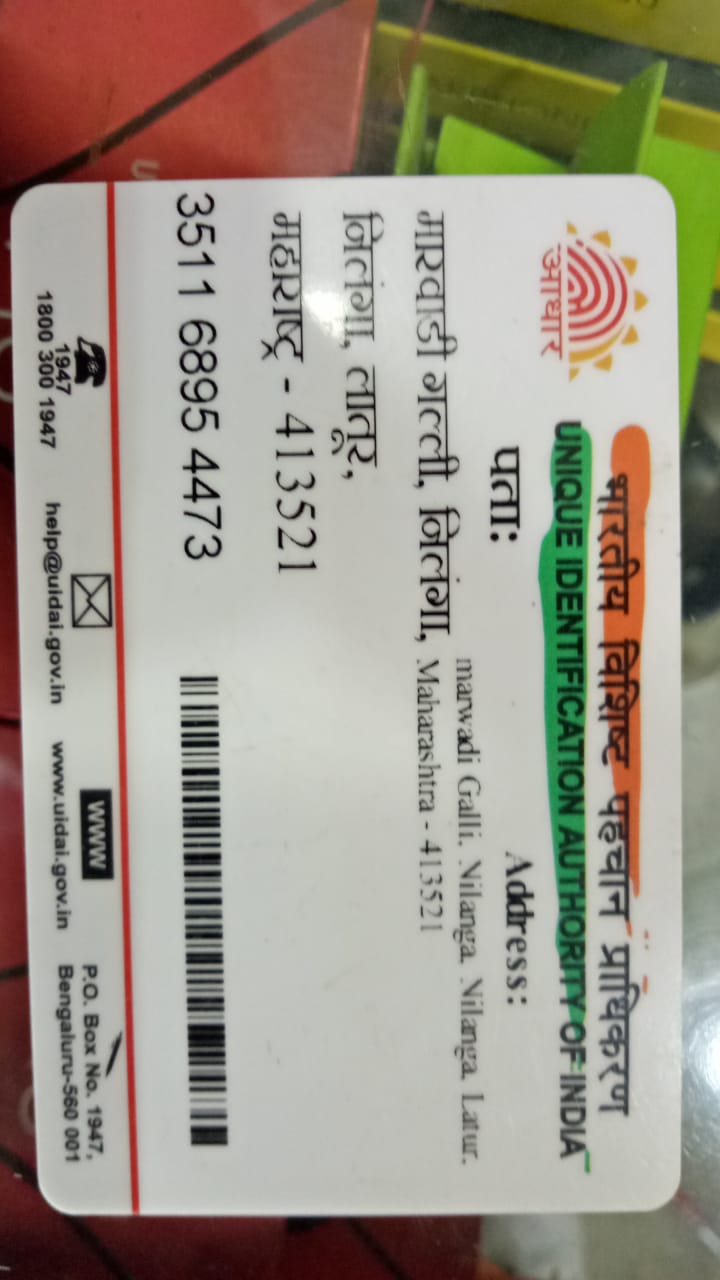 भारतीय विशिष्ट पहचान प्राधिकरण
UNIQUE IDENTIFICATION AUTHORITY OF INDIA
आधार
पता:
मारवाडी गल्ली, निलंगा,
निलंगा, लातूर,
महाराष्ट्र - 413521
Address:
marwadi Galli, Nilanga, Nilanga, Latur,
Maharashtra - 413521
3511 6895 4473
1947
1800 300 1947
help@uidai.gov.in
WWW
www.uidai.gov.in
P.O. Box No. 1947,
Bengaluru-560 001